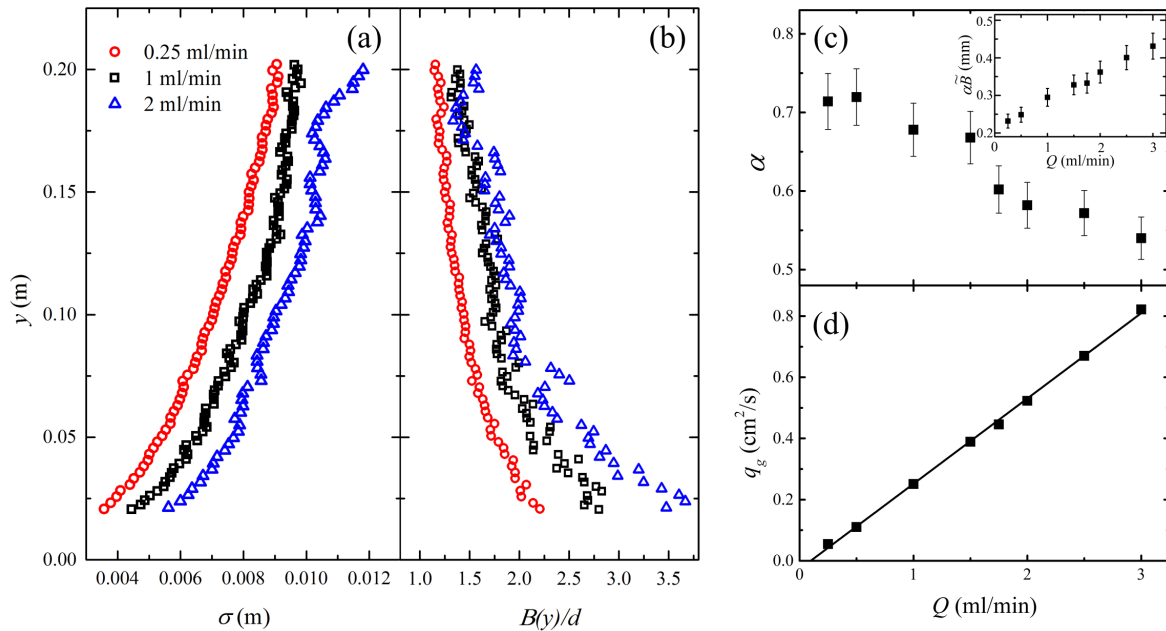 (a)
0.25 ml/min
1 ml/min
2 ml/min
y (m)
0.20
0.15
0.10
0.05
0.00
0.004 0.006 0.008 0.010 0.012
σ (m)
(b)
1.0 1.5 2.0 2.5 3.0 3.5
B(y)/d
(c)
α
0.8
0.7
0.6
0.5
αB̃ (mm)
0.5
0.4
0.3
0.2
0 1 2 3
Q (ml/min)
(d)
q_g (cm²/s)
0.8
0.6
0.4
0.2
0.0
0 1 2 3
Q (ml/min)